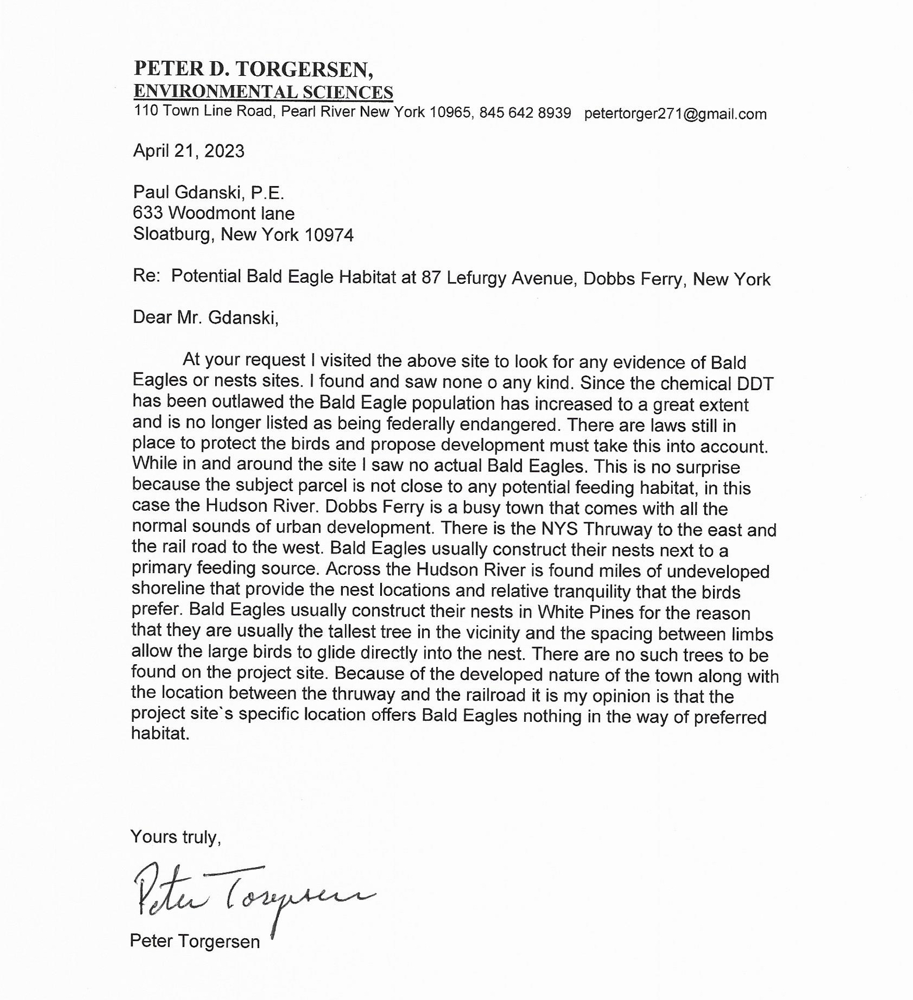 PETER D. TORGERSEN,
ENVIRONMENTAL SCIENCES
110 Town Line Road, Pearl River New York 10965, 845 642 8939   petertorger271@gmail.com
April 21, 2023
Paul Gdanski, P.E.
633 Woodmont lane
Sloatburg, New York 10974
Re:  Potential Bald Eagle Habitat at 87 Lefurgy Avenue, Dobbs Ferry, New York
Dear Mr. Gdanski,
At your request I visited the above site to look for any evidence of Bald
Eagles or nests sites. I found and saw none o any kind. Since the chemical DDT
has been outlawed the Bald Eagle population has increased to a great extent
and is no longer listed as being federally endangered. There are laws still in
place to protect the birds and propose development must take this into account.
While in and around the site I saw no actual Bald Eagles. This is no surprise
because the subject parcel is not close to any potential feeding habitat, in this
case the Hudson River. Dobbs Ferry is a busy town that comes with all the
normal sounds of urban development. There is the NYS Thruway to the east and
the rail road to the west. Bald Eagles usually construct their nests next to a
primary feeding source. Across the Hudson River is found miles of undeveloped
shoreline that provide the nest locations and relative tranquility that the birds
prefer. Bald Eagles usually construct their nests in White Pines for the reason
that they are usually the tallest tree in the vicinity and the spacing between limbs
allow the large birds to glide directly into the nest. There are no such trees to be
found on the project site. Because of the developed nature of the town along with
the location between the thruway and the railroad it is my opinion is that the
project site`s specific location offers Bald Eagles nothing in the way of preferred
habitat.
Yours truly,
Peter Torgersen
Peter Torgersen